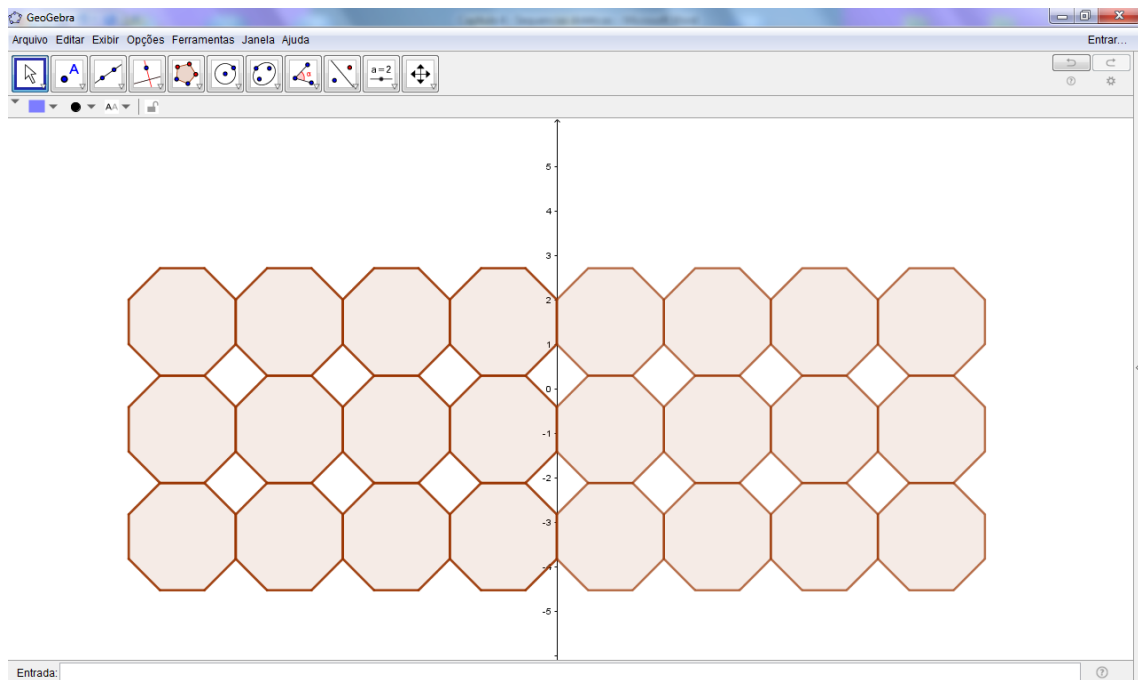 GeoGebra
Arquivo Editar Exibir Opções Ferramentas Janela Ajuda
Entrar...
A
α
a=2
AA
5
4
3
2
1
0
-1
-2
-3
-4
-5
Entrada: